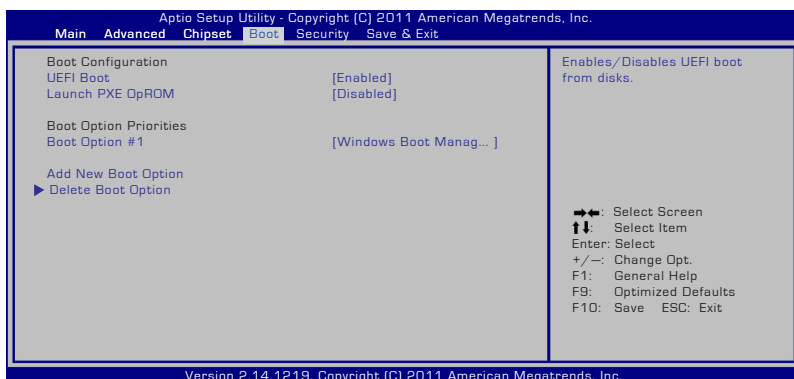 Aptio Setup Utility - Copyright (C) 2011 American Megatrends, Inc.
Main Advanced Chipset Boot Security Save & Exit
Boot Configuration
UEFI Boot [Enabled]
Launch PXE OpROM [Disabled]
Boot Option Priorities
Boot Option #1 [Windows Boot Manag... ]
Add New Boot Option
Delete Boot Option
Enables/Disables UEFI boot
from disks.
→←: Select Screen
↑↓: Select Item
Enter: Select
+/—: Change Opt.
F1: General Help
F9: Optimized Defaults
F10: Save ESC: Exit
Version 2.14.1219. Copyright (C) 2011 American Megatrends, Inc.